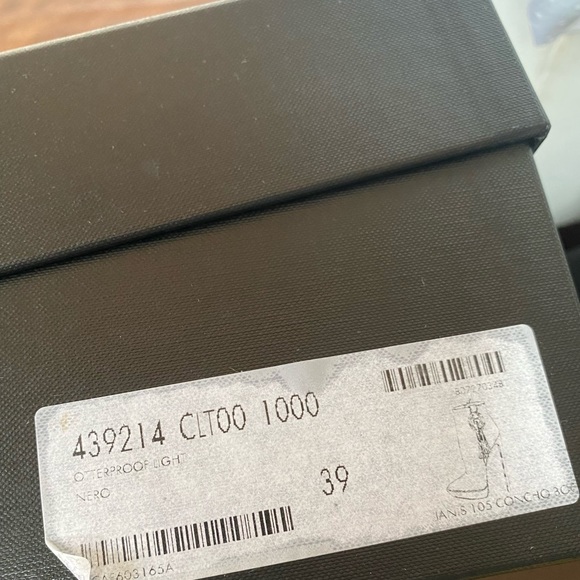 439214 CLT00 1000
OTTERPROOF LIGHT
NERO
39
JANIS 105 CONCHO BO